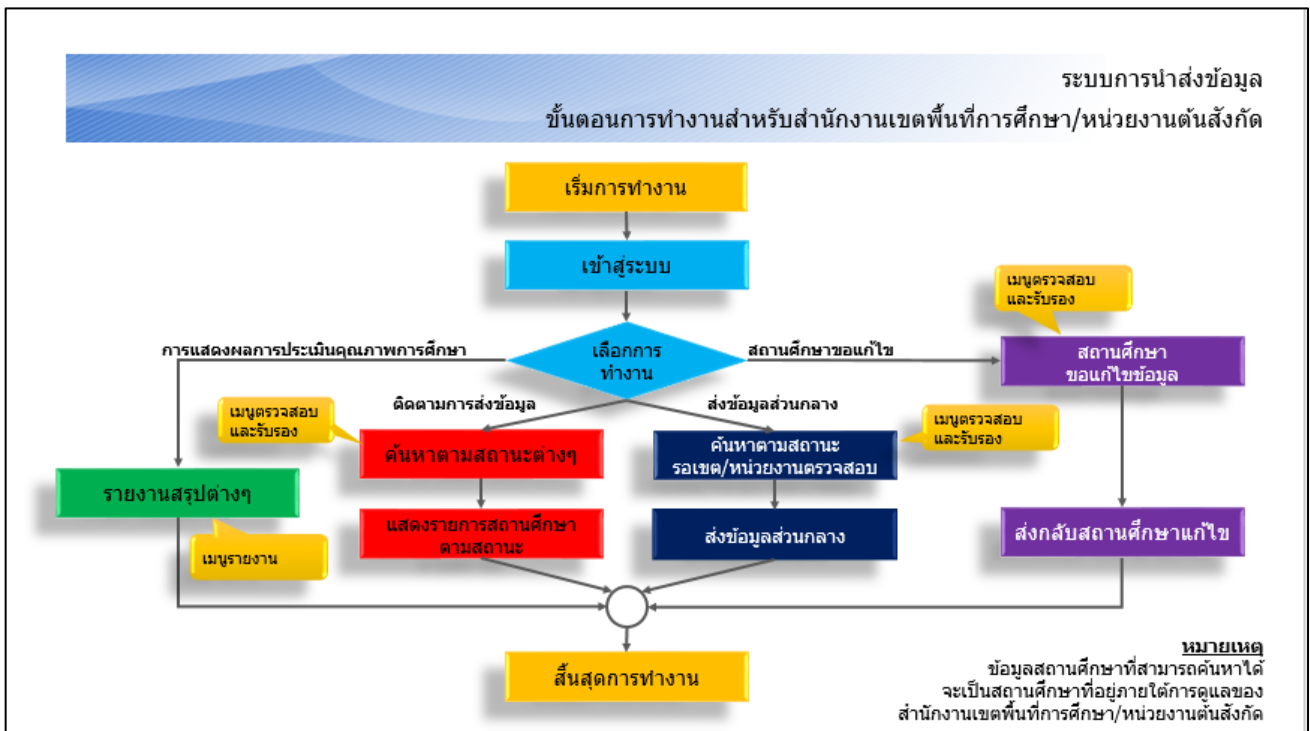 ระบบการนำส่งข้อมูล
ขั้นตอนการทำงานสำหรับสำนักงานเขตพื้นที่การศึกษา/หน่วยงานต้นสังกัด
เริ่มการทำงาน
เข้าสู่ระบบ
เมนูตรวจสอบ
และรับรอง
การแสดงผลการประเมินคุณภาพการศึกษา
เลือกการ
ทำงาน
สถานศึกษาขอแก้ไข
สถานศึกษา
ขอแก้ไขข้อมูล
ติดตามการส่งข้อมูล
ส่งข้อมูลส่วนกลาง
เมนูตรวจสอบ
และรับรอง
ค้นหาตามสถานะต่างๆ
ค้นหาตามสถานะ
รอเขต/หน่วยงานตรวจสอบ
เมนูตรวจสอบ
และรับรอง
รายงานสรุปต่างๆ
เมนูรายงาน
แสดงรายการสถานศึกษา
ตามสถานะ
ส่งข้อมูลส่วนกลาง
ส่งกลับสถานศึกษาแก้ไข
สิ้นสุดการทำงาน
หมายเหตุ
ข้อมูลสถานศึกษาที่สามารถค้นหาได้
จะเป็นสถานศึกษาที่อยู่ภายใต้การดูแลของ
สำนักงานเขตพื้นที่การศึกษา/หน่วยงานต้นสังกัด